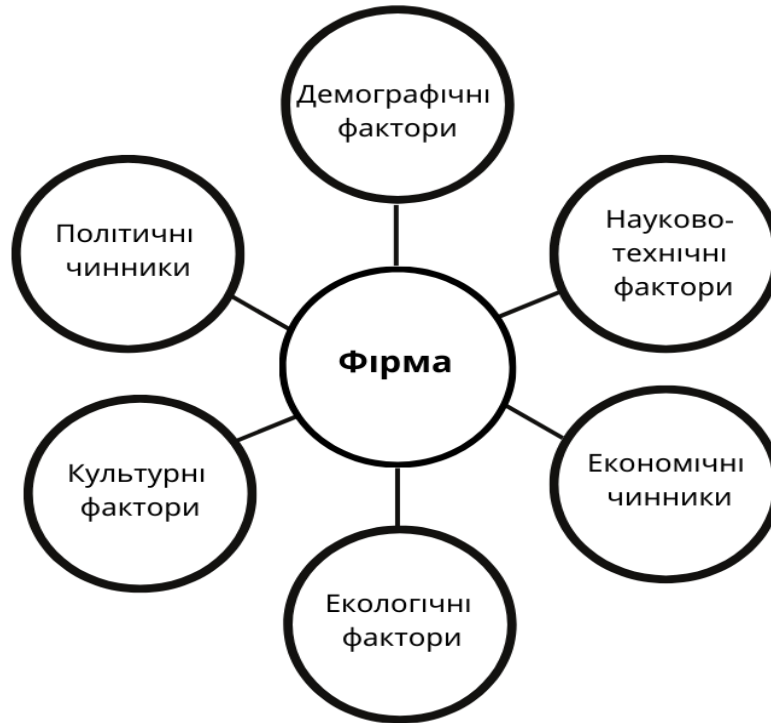 Демографічні
фактори
Політичні
чинники
Науково-
технічні
фактори
Фірма
Культурні
фактори
Економічні
чинники
Екологічні
фактори